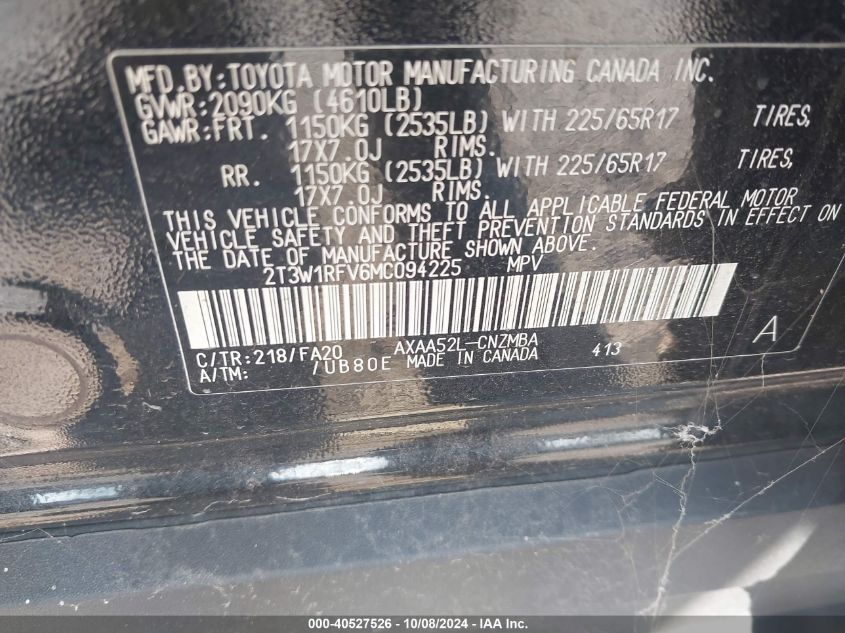 MFD.BY:TOYOTA MOTOR MANUFACTURING CANADA INC.
GVWR:2090KG (4610LB)
GAWR:FRT. 1150KG (2535LB) WITH 225/65R17 TIRES,
17X7.0J RIMS.
RR. 1150KG (2535LB) WITH 225/65R17 TIRES,
17X7.0J RIMS.
THIS VEHICLE CONFORMS TO ALL APPLICABLE FEDERAL MOTOR
VEHICLE SAFETY AND THEFT PREVENTION STANDARDS IN EFFECT ON
THE DATE OF MANUFACTURE SHOWN ABOVE.
2T3W1RFV6MC094225 MPV
C/TR:218/FA20 AXAA52L-CNZMBA 413 A
A/TM: /UB80E MADE IN CANADA
000-40527526 - 10/08/2024 - IAA Inc.